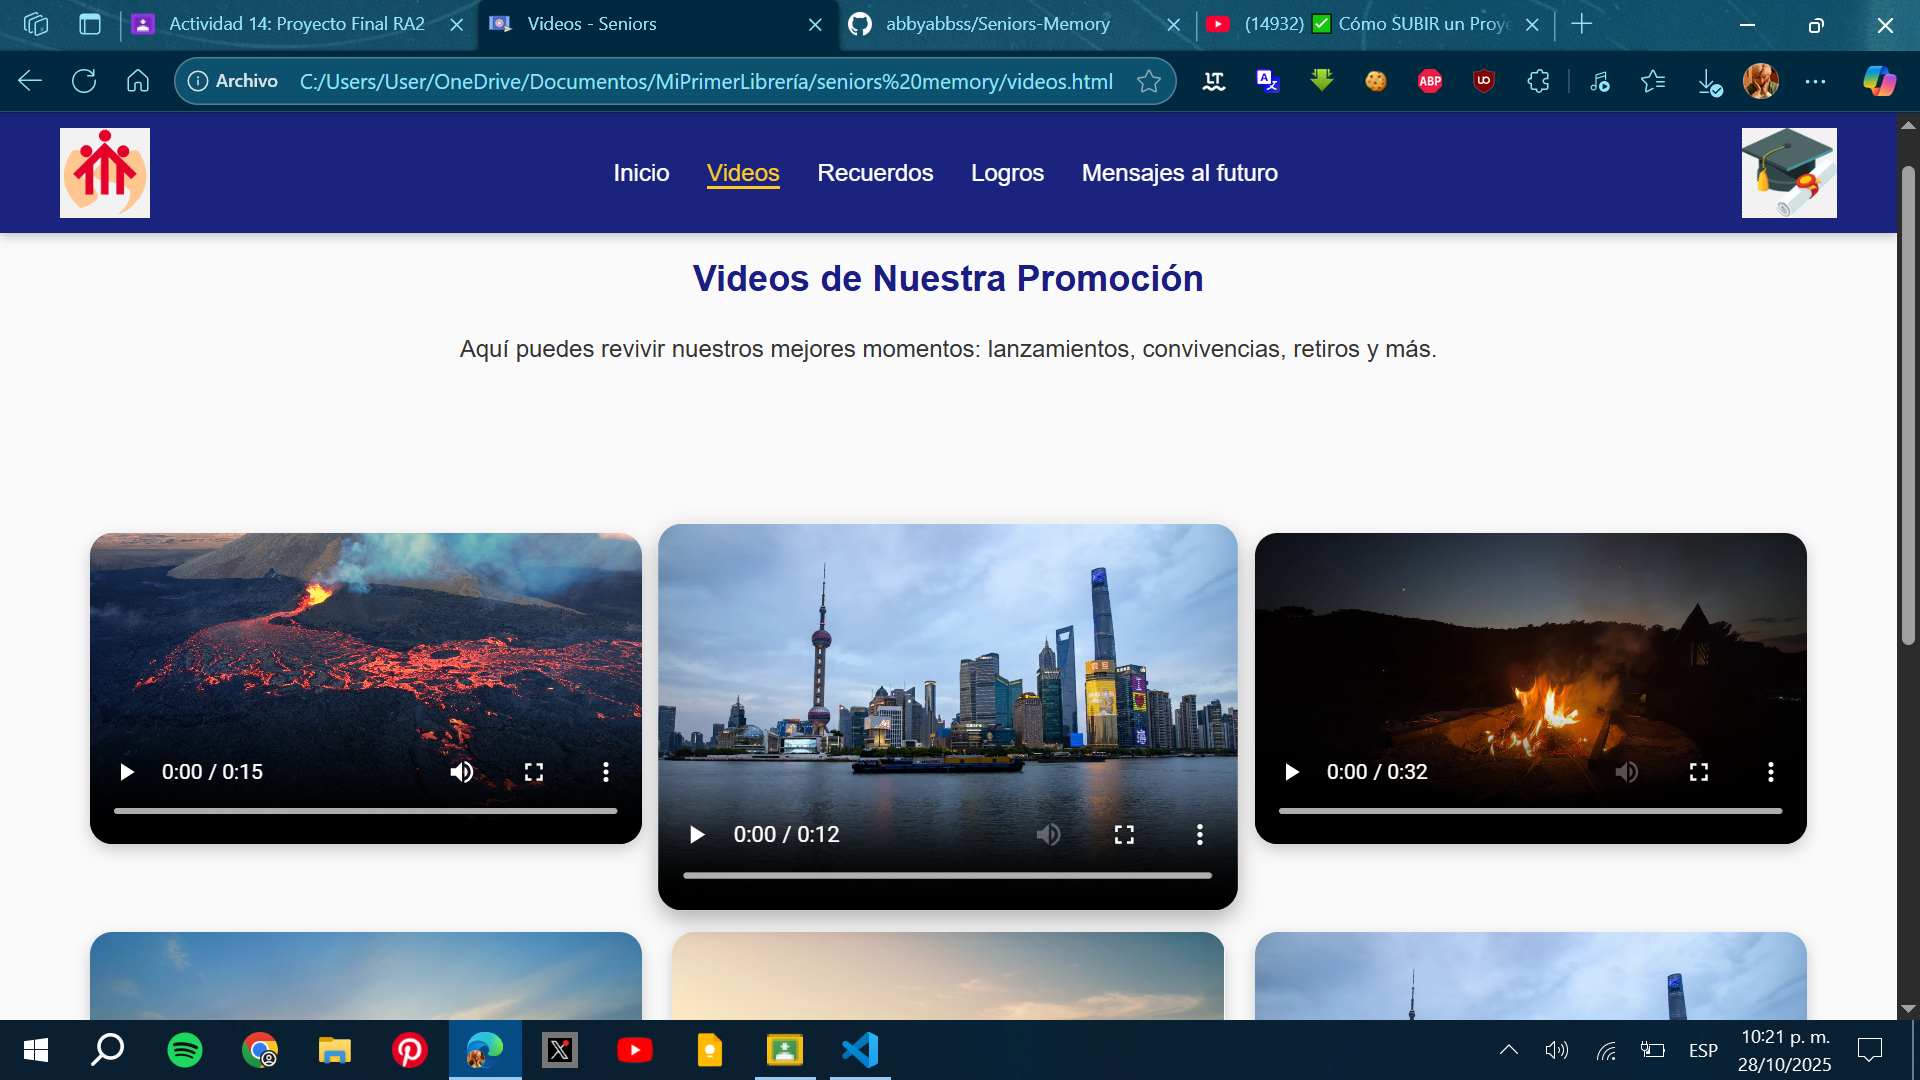 Actividad 14: Proyecto Final RA2
Videos - Seniors
abbyabbss/Seniors-Memory
(14932) ✅ Cómo SUBIR un Proye
Archivo
C:/Users/User/OneDrive/Documentos/MiPrimerLibrería/seniors%20memory/videos.html
LT
ABP
Inicio
Videos
Recuerdos
Logros
Mensajes al futuro
Videos de Nuestra Promoción
Aquí puedes revivir nuestros mejores momentos: lanzamientos, convivencias, retiros y más.
0:00 / 0:15
0:00 / 0:12
0:00 / 0:32
ESP
10:21 p. m.
28/10/2025